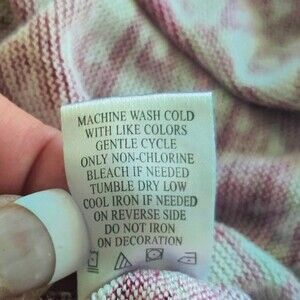 MACHINE WASH COLD
WITH LIKE COLORS
GENTLE CYCLE
ONLY NON-CHLORINE
BLEACH IF NEEDED
TUMBLE DRY LOW
COOL IRON IF NEEDED
ON REVERSE SIDE
DO NOT IRON
ON DECORATION